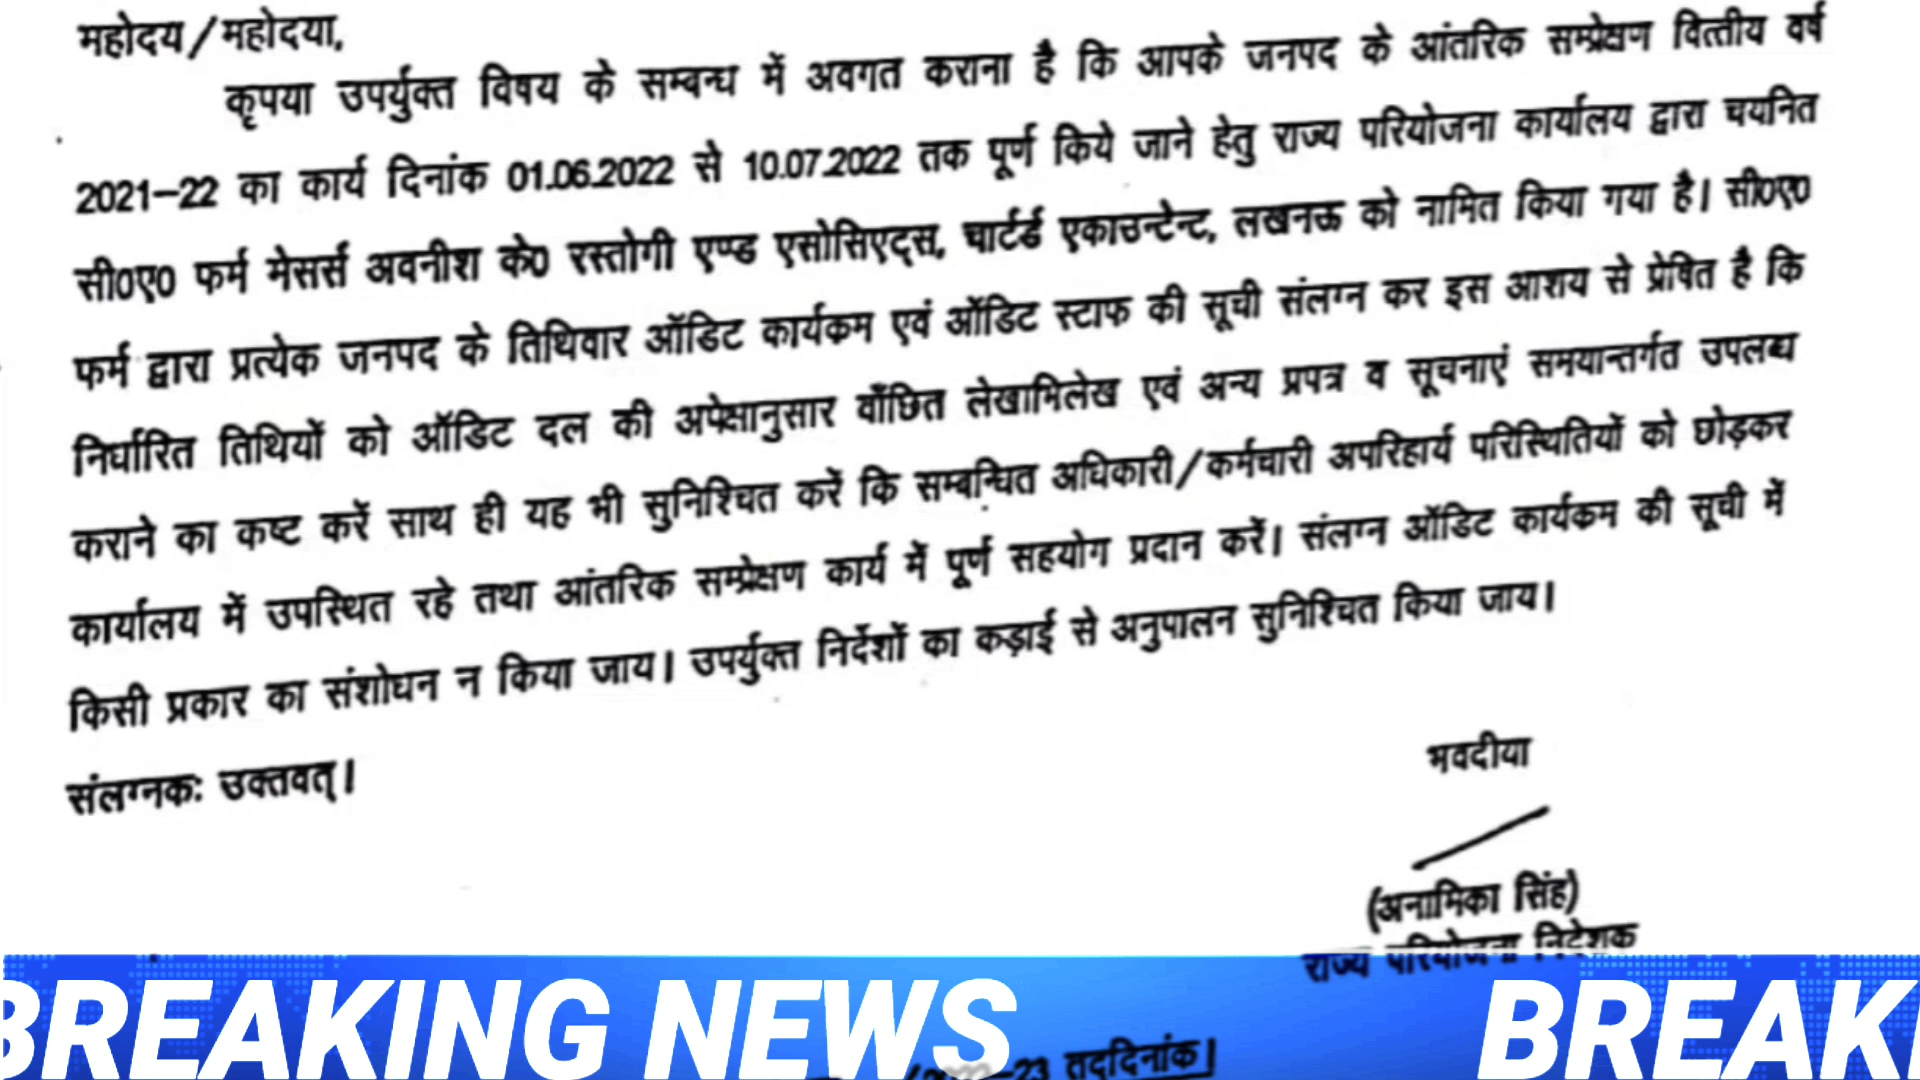 महोदय/महोदया,
कृपया उपर्युक्त विषय के सम्बन्ध में अवगत कराना है कि आपके जनपद के आंतरिक सम्प्रेक्षण वित्तीय वर्ष
2021-22 का कार्य दिनांक 01.06.2022 से 10.07.2022 तक पूर्ण किये जाने हेतु राज्य परियोजना कार्यालय द्वारा चयनित
सी0ए0 फर्म मेसर्स अवनीश के0 रस्तोगी एण्ड एसोसिएट्स, चार्टर्ड एकाउन्टेन्ट, लखनऊ को नामित किया गया है। सी0ए0
फर्म द्वारा प्रत्येक जनपद के तिथिवार ऑडिट कार्यक्रम एवं ऑडिट स्टाफ की सूची संलग्न कर इस आशय से प्रेषित है कि
निर्धारित तिथियों को ऑडिट दल की अपेक्षानुसार वाँछित लेखाभिलेख एवं अन्य प्रपत्र व सूचनाएं समयान्तर्गत उपलब्ध
कराने का कष्ट करें साथ ही यह भी सुनिश्चित करें कि सम्बन्धित अधिकारी/कर्मचारी अपरिहार्य परिस्थितियों को छोड़कर
कार्यालय में उपस्थित रहे तथा आंतरिक सम्प्रेक्षण कार्य में पूर्ण सहयोग प्रदान करें। संलग्न ऑडिट कार्यक्रम की सूची में
किसी प्रकार का संशोधन न किया जाय। उपर्युक्त निर्देशों का कड़ाई से अनुपालन सुनिश्चित किया जाय।
संलग्नकः उक्तवत्।
भवदीया
(अनामिका सिंह)
राज्य परियोजना निदेशक
BREAKING NEWS BREAK
/2022-23 तद्दिनांक।